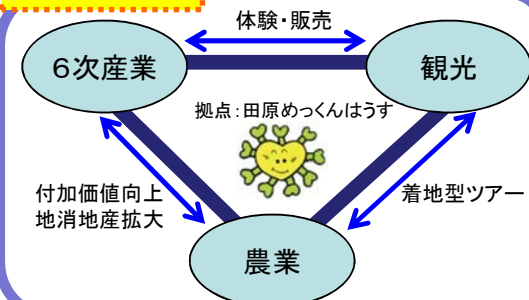 体験・販売
６次産業
観光
拠点：田原めっくんはうす
付加価値向上
地消地産拡大
着地型ツアー
農業